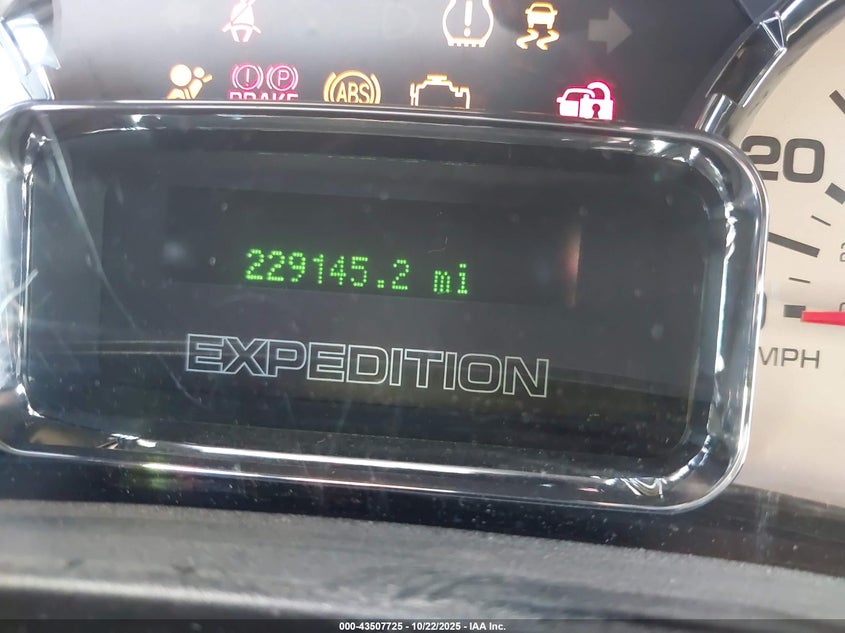 BRAKE
ABS
20
229145.2 mi
EXPEDITION
MPH
000-43507725 - 10/22/2025 - IAA Inc.